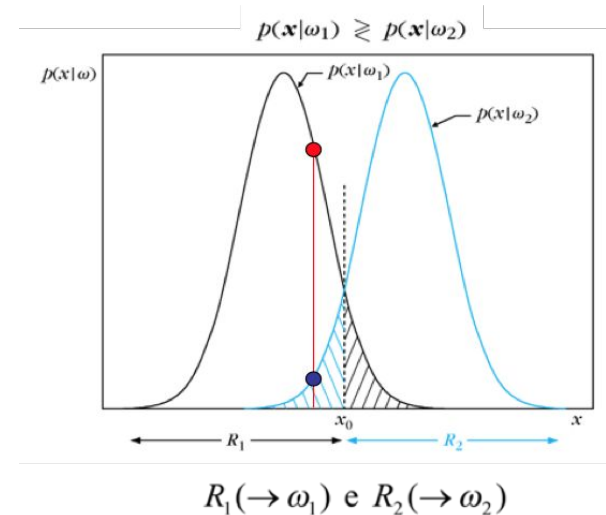 p(x|ω₁) ≷ p(x|ω₂)
p(x|ω)
p(x|ω₁)
p(x|ω₂)
x₀
x
R₁
R₂
R₁(→ω₁) e R₂(→ω₂)